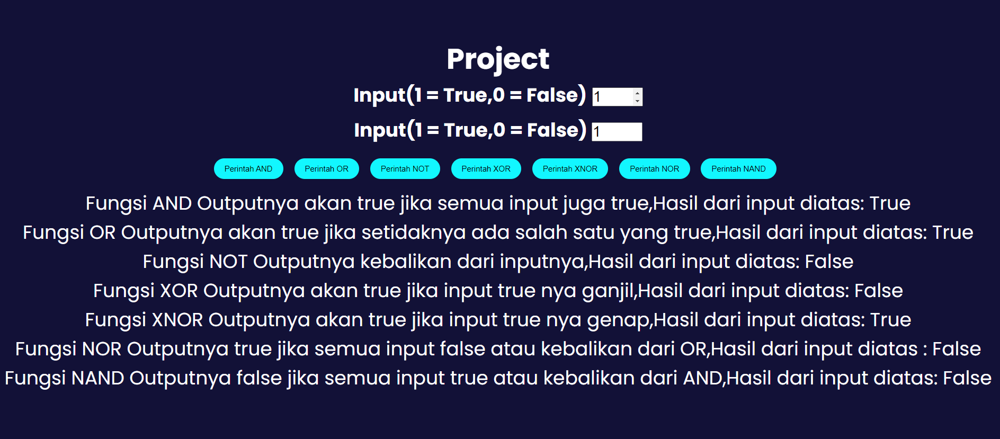 Project
Input(1 = True,0 = False) 1
Input(1 = True,0 = False) 1
Perintah AND Perintah OR Perintah NOT Perintah XOR Perintah XNOR Perintah NOR Perintah NAND
Fungsi AND Outputnya akan true jika semua input juga true,Hasil dari input diatas: True
Fungsi OR Outputnya akan true jika setidaknya ada salah satu yang true,Hasil dari input diatas: True
Fungsi NOT Outputnya kebalikan dari inputnya,Hasil dari input diatas: False
Fungsi XOR Outputnya akan true jika input true nya ganjil,Hasil dari input diatas: False
Fungsi XNOR Outputnya akan true jika input true nya genap,Hasil dari input diatas: True
Fungsi NOR Outputnya true jika semua input false atau kebalikan dari OR,Hasil dari input diatas : False
Fungsi NAND Outputnya false jika semua input true atau kebalikan dari AND,Hasil dari input diatas: False